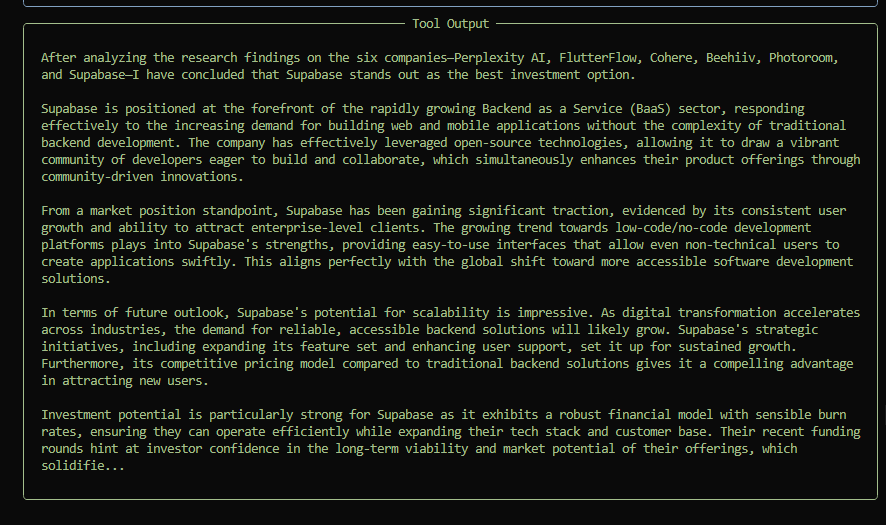 Tool Output
After analyzing the research findings on the six companies—Perplexity AI, FlutterFlow, Cohere, Beehiiv, Photoroom,
and Supabase—I have concluded that Supabase stands out as the best investment option.
Supabase is positioned at the forefront of the rapidly growing Backend as a Service (BaaS) sector, responding
effectively to the increasing demand for building web and mobile applications without the complexity of traditional
backend development. The company has effectively leveraged open-source technologies, allowing it to draw a vibrant
community of developers eager to build and collaborate, which simultaneously enhances their product offerings through
community-driven innovations.
From a market position standpoint, Supabase has been gaining significant traction, evidenced by its consistent user
growth and ability to attract enterprise-level clients. The growing trend towards low-code/no-code development
platforms plays into Supabase's strengths, providing easy-to-use interfaces that allow even non-technical users to
create applications swiftly. This aligns perfectly with the global shift toward more accessible software development
solutions.
In terms of future outlook, Supabase's potential for scalability is impressive. As digital transformation accelerates
across industries, the demand for reliable, accessible backend solutions will likely grow. Supabase's strategic
initiatives, including expanding its feature set and enhancing user support, set it up for sustained growth.
Furthermore, its competitive pricing model compared to traditional backend solutions gives it a compelling advantage
in attracting new users.
Investment potential is particularly strong for Supabase as it exhibits a robust financial model with sensible burn
rates, ensuring they can operate efficiently while expanding their tech stack and customer base. Their recent funding
rounds hint at investor confidence in the long-term viability and market potential of their offerings, which
solidifie...